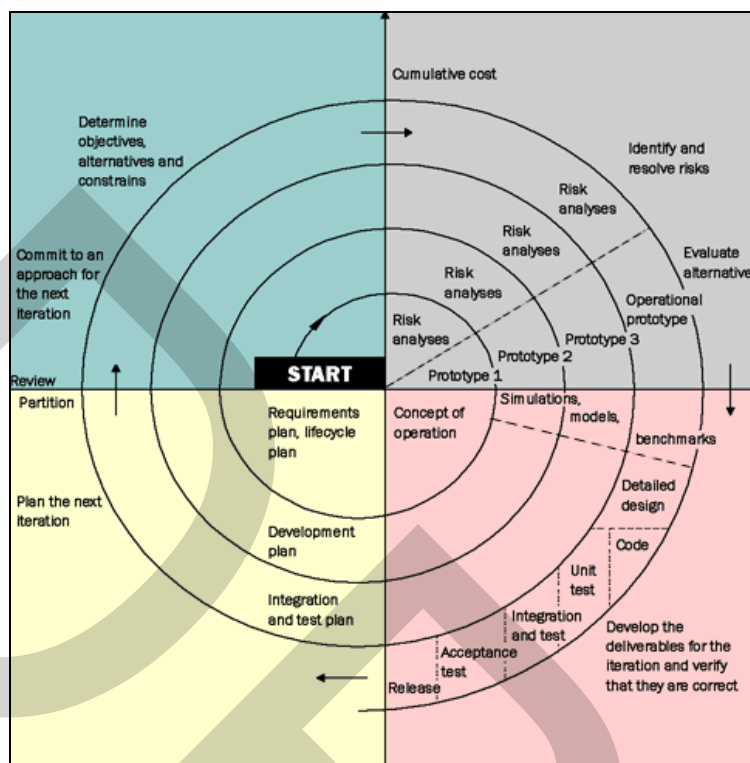 Cumulative cost
Determine
objectives,
alternatives and
constrains
Identify and
resolve risks
Risk
analyses
Risk
analyses
Risk
analyses
Risk
analyses
Commit to an
approach for
the next
iteration
Evaluate
alternative
Operational
prototype
Prototype 3
Prototype 2
Prototype 1
START
Review
Partition
Requirements
plan, lifecycle
plan
Concept of
operation
Simulations,
models,
benchmarks
Plan the next
iteration
Detailed
design
Code
Development
plan
Unit
test
Integration
and test plan
Integration
and test
Acceptance
test
Release
Develop the
deliverables for the
iteration and verify
that they are correct